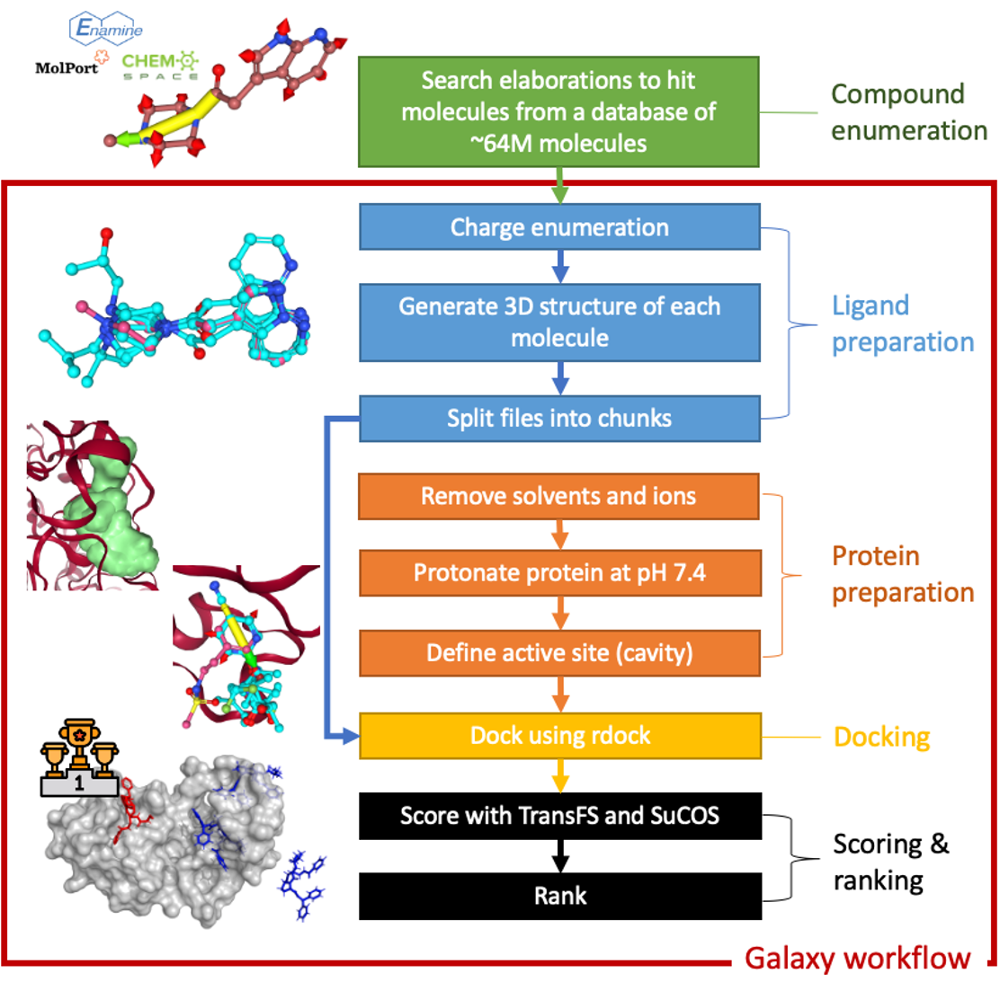 Enamine
MolPort
CHEM
SPACE
Search elaborations to hit
molecules from a database of
~64M molecules
Compound
enumeration
Charge enumeration
Generate 3D structure of each
molecule
Split files into chunks
Ligand
preparation
Remove solvents and ions
Protonate protein at pH 7.4
Define active site (cavity)
Protein
preparation
Dock using rdock
Docking
1
Score with TransFS and SuCOS
Rank
Scoring &
ranking
Galaxy workflow